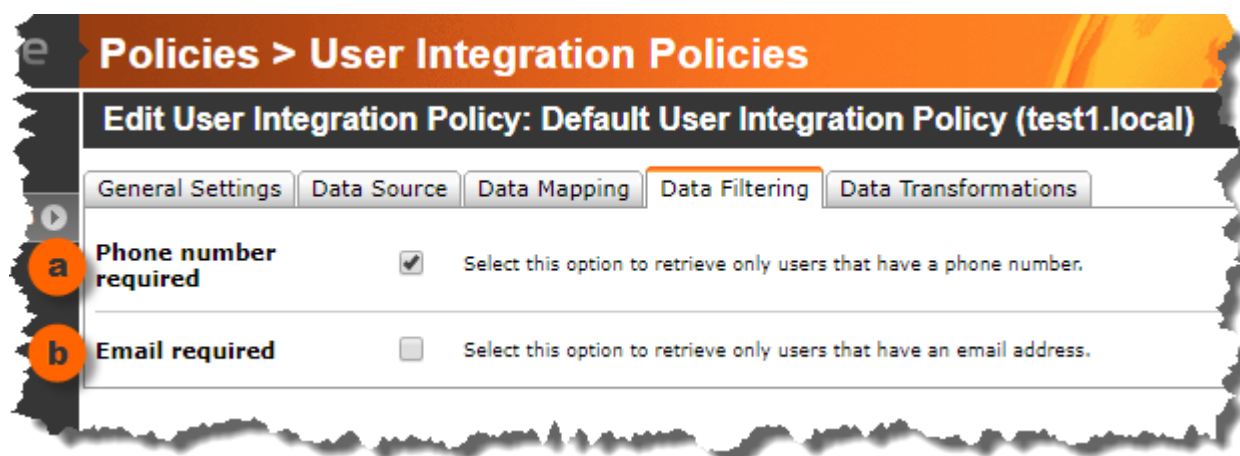 e Policies > User Integration Policies
Edit User Integration Policy: Default User Integration Policy (test1.local)
General Settings Data Source Data Mapping Data Filtering Data Transformations
a Phone number required Select this option to retrieve only users that have a phone number.
b Email required Select this option to retrieve only users that have an email address.